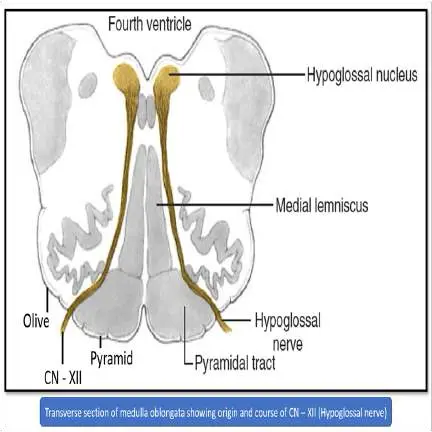 Fourth ventricle
Hypoglossal nucleus
Medial lemniscus
Olive
Hypoglossal
nerve
Pyramid
Pyramidal tract
CN - XII
Transverse section of medulla oblongata showing origin and course of CN – XII (Hypoglossal nerve)